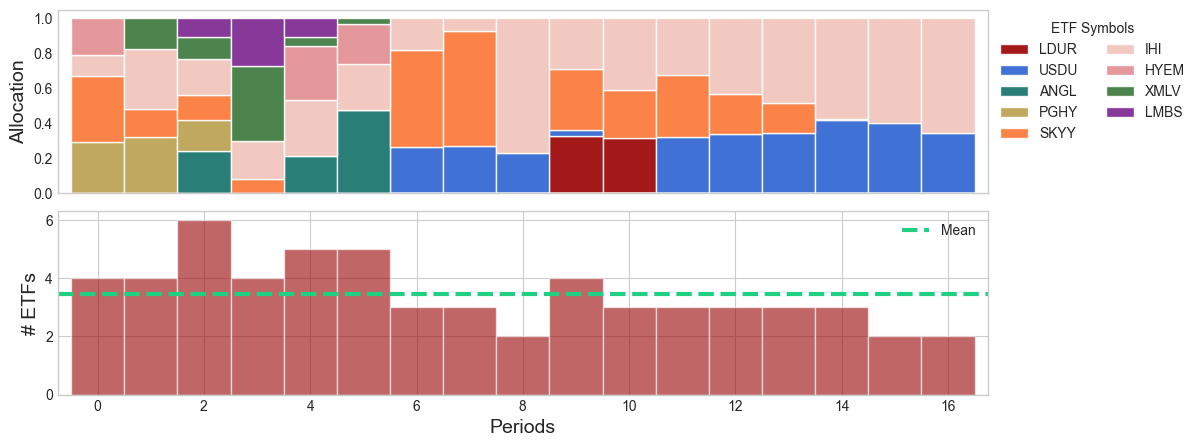 1.0
0.8
0.6
0.4
0.2
0.0
Allocation
ETF Symbols
LDUR IHI
USDU HYEM
ANGL XMLV
PGHY LMBS
SKYY
6
4
2
0
# ETFs
Mean
0 2 4 6 8 10 12 14 16
Periods